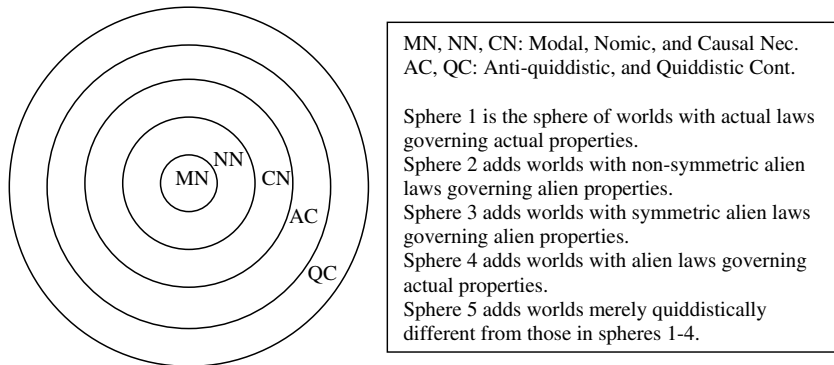 MN
NN
CN
AC
QC
MN, NN, CN: Modal, Nomic, and Causal Nec.
AC, QC: Anti-quiddistic, and Quiddistic Cont.
Sphere 1 is the sphere of worlds with actual laws
governing actual properties.
Sphere 2 adds worlds with non-symmetric alien
laws governing alien properties.
Sphere 3 adds worlds with symmetric alien laws
governing alien properties.
Sphere 4 adds worlds with alien laws governing
actual properties.
Sphere 5 adds worlds merely quiddistically
different from those in spheres 1-4.